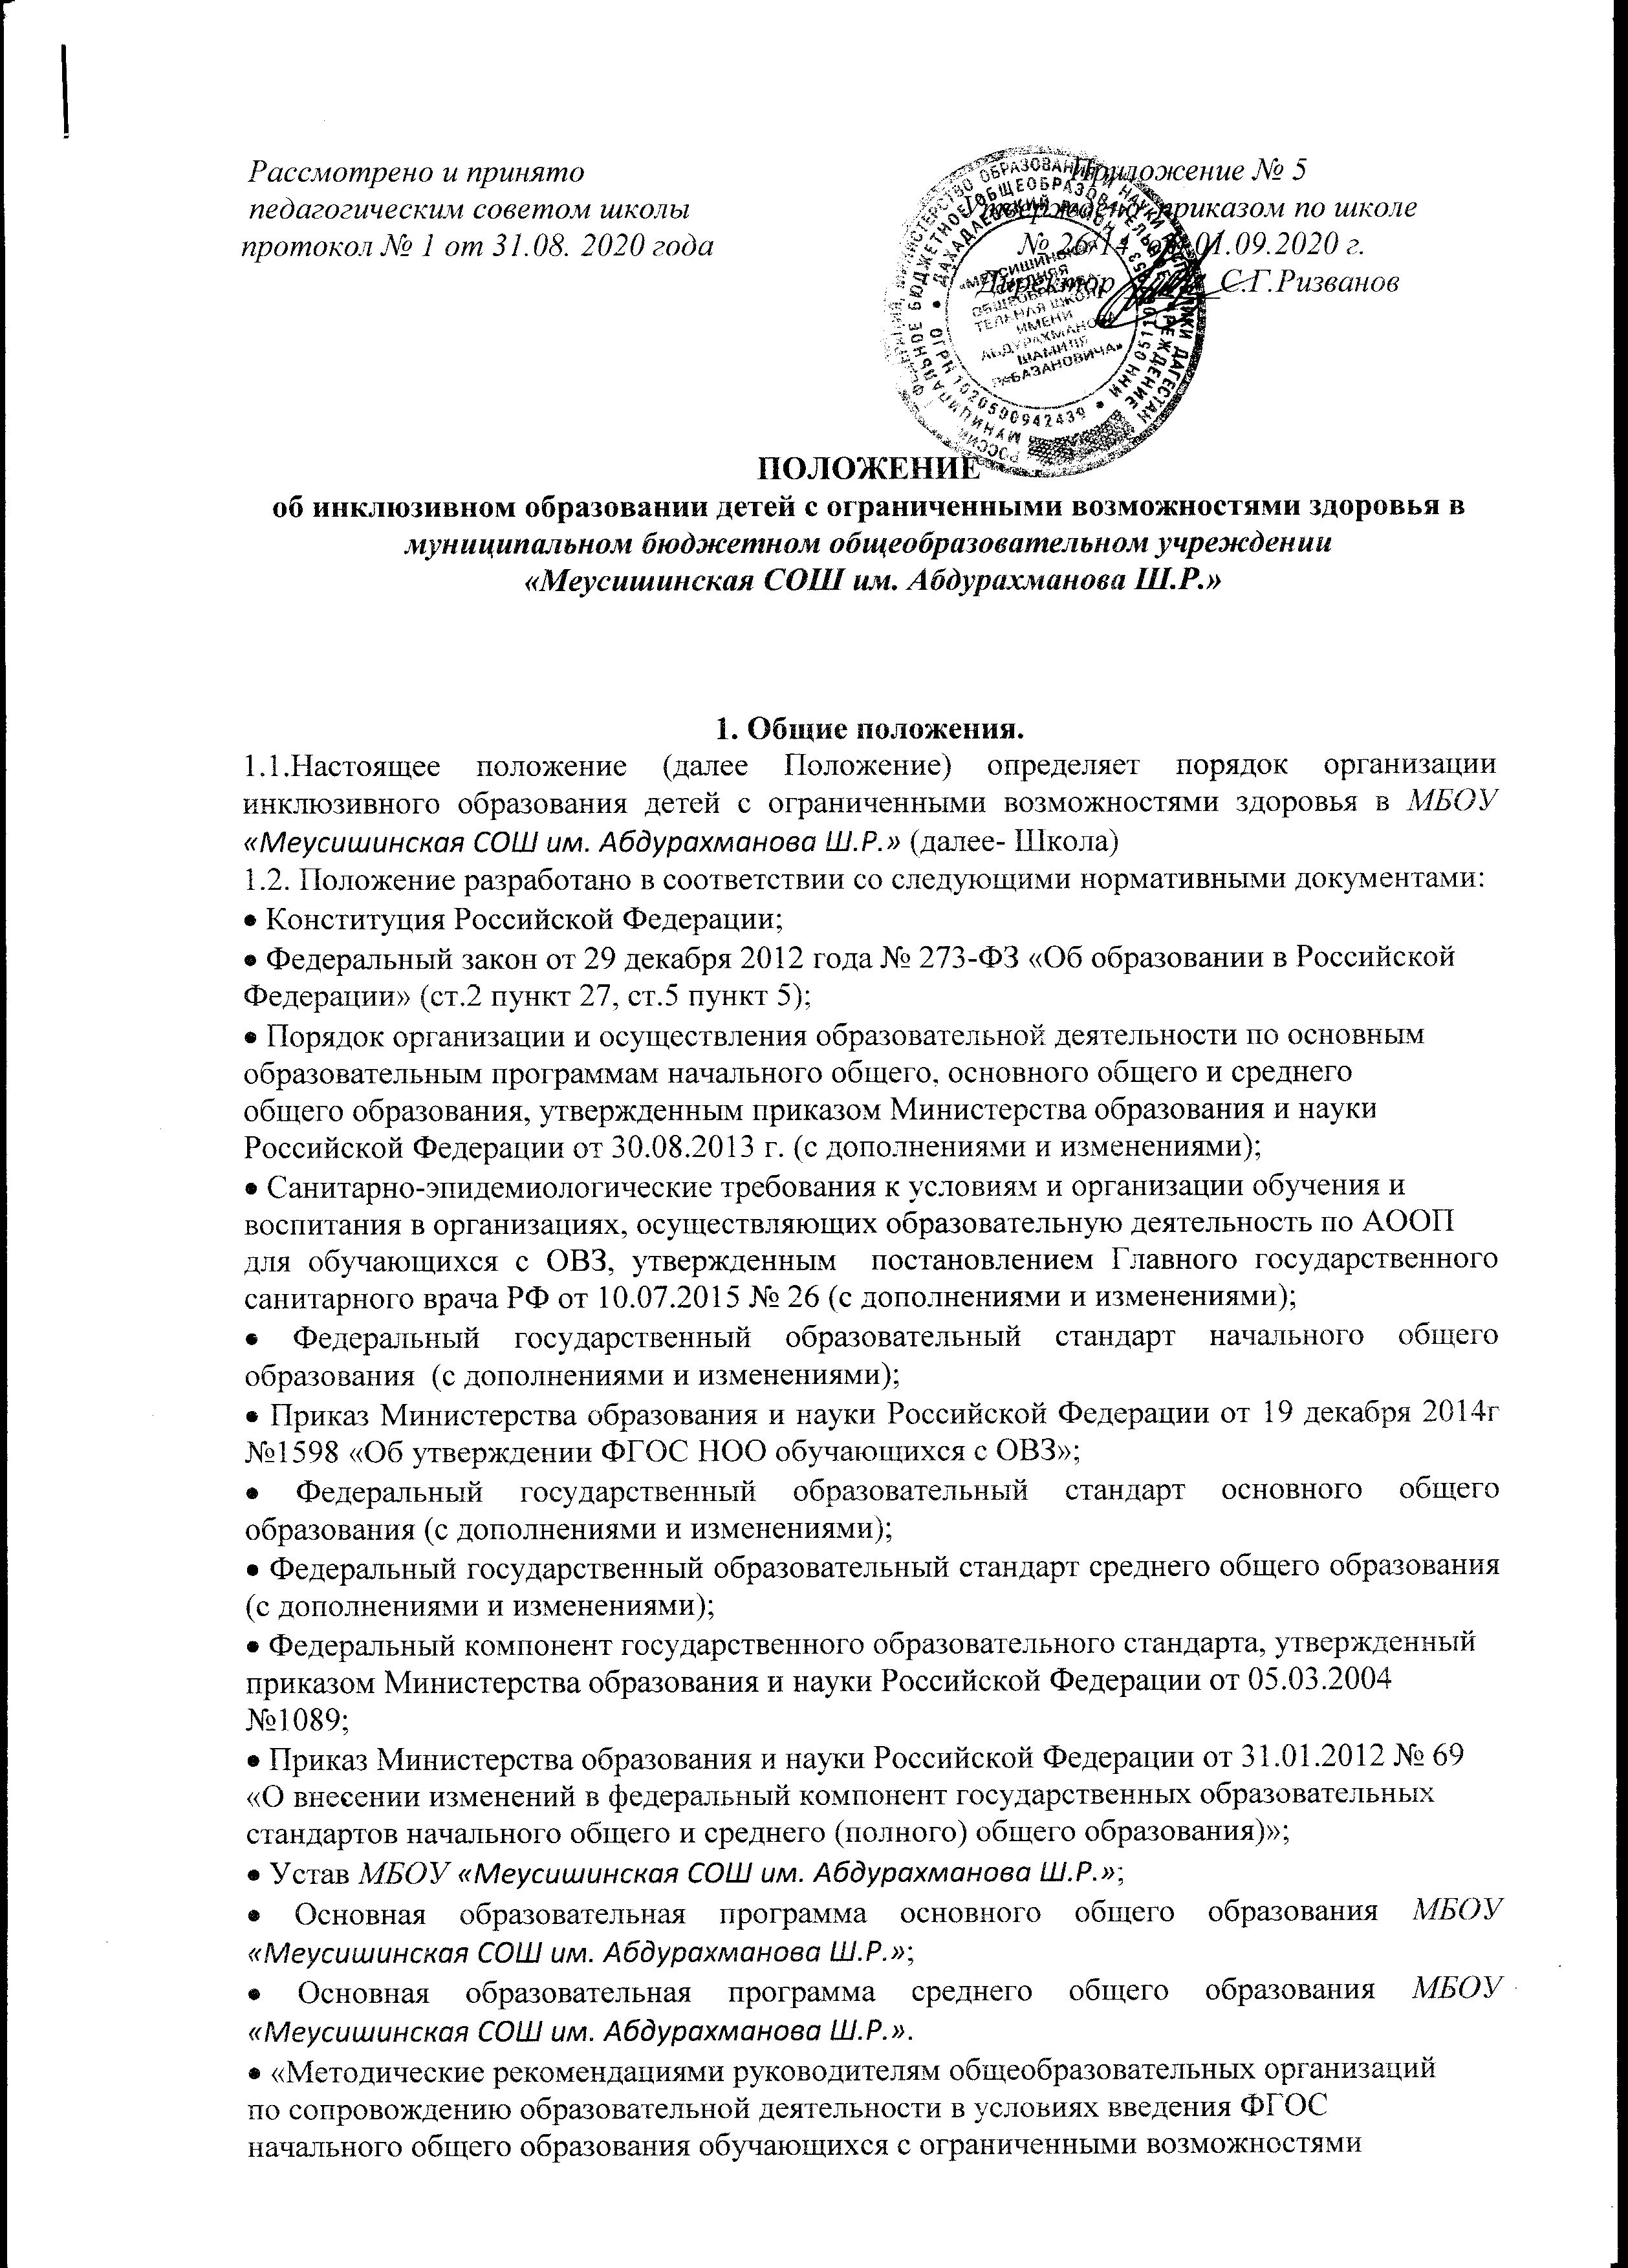 Рассмотрено и принято
педагогическим советом школы
протокол № 1 от 31.08. 2020 года
Приложение № 5
Утверждено приказом по школе
№ 26/14 от 01.09.2020 г.
Директор С.Г.Ризванов
«МЕУСИШИНСКАЯ
СРЕДНЯЯ
ОБЩЕОБРАЗОВА-
ТЕЛЬНАЯ ШКОЛА
ИМЕНИ
АБДУРАХМАНОВА
ШАМИЛЯ
РАБАЗАНОВИЧА»
ОГРН 1020500942439
ПОЛОЖЕНИЕ
об инклюзивном образовании детей с ограниченными возможностями здоровья в
муниципальном бюджетном общеобразовательном учреждении
«Меусишинская СОШ им. Абдурахманова Ш.Р.»
1. Общие положения.
1.1.Настоящее положение (далее Положение) определяет порядок организации
инклюзивного образования детей с ограниченными возможностями здоровья в МБОУ
«Меусишинская СОШ им. Абдурахманова Ш.Р.» (далее- Школа)
1.2. Положение разработано в соответствии со следующими нормативными документами:
• Конституция Российской Федерации;
• Федеральный закон от 29 декабря 2012 года № 273-ФЗ «Об образовании в Российской
Федерации» (ст.2 пункт 27, ст.5 пункт 5);
• Порядок организации и осуществления образовательной деятельности по основным
образовательным программам начального общего, основного общего и среднего
общего образования, утвержденным приказом Министерства образования и науки
Российской Федерации от 30.08.2013 г. (с дополнениями и изменениями);
• Санитарно-эпидемиологические требования к условиям и организации обучения и
воспитания в организациях, осуществляющих образовательную деятельность по АООП
для обучающихся с ОВЗ, утвержденным постановлением Главного государственного
санитарного врача РФ от 10.07.2015 № 26 (с дополнениями и изменениями);
• Федеральный государственный образовательный стандарт начального общего
образования (с дополнениями и изменениями);
• Приказ Министерства образования и науки Российской Федерации от 19 декабря 2014г
№1598 «Об утверждении ФГОС НОО обучающихся с ОВЗ»;
• Федеральный государственный образовательный стандарт основного общего
образования (с дополнениями и изменениями);
• Федеральный государственный образовательный стандарт среднего общего образования
(с дополнениями и изменениями);
• Федеральный компонент государственного образовательного стандарта, утвержденный
приказом Министерства образования и науки Российской Федерации от 05.03.2004
№1089;
• Приказ Министерства образования и науки Российской Федерации от 31.01.2012 № 69
«О внесении изменений в федеральный компонент государственных образовательных
стандартов начального общего и среднего (полного) общего образования)»;
• Устав МБОУ «Меусишинская СОШ им. Абдурахманова Ш.Р.»;
• Основная образовательная программа основного общего образования МБОУ
«Меусишинская СОШ им. Абдурахманова Ш.Р.»;
• Основная образовательная программа среднего общего образования МБОУ
«Меусишинская СОШ им. Абдурахманова Ш.Р.».
• «Методические рекомендациями руководителям общеобразовательных организаций
по сопровождению образовательной деятельности в условиях введения ФГОС
начального общего образования обучающихся с ограниченными возможностями